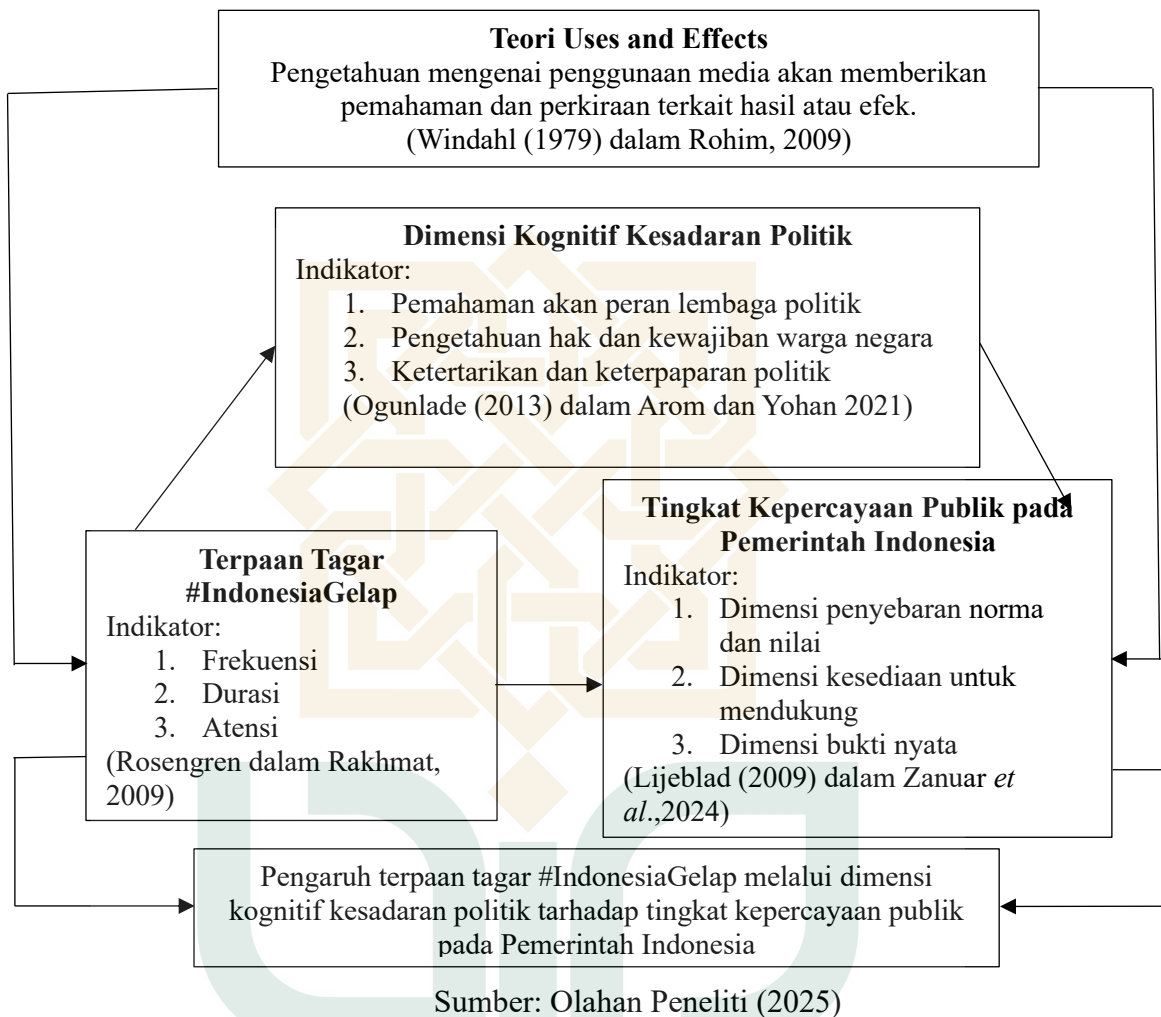 Teori Uses and Effects
Pengetahuan mengenai penggunaan media akan memberikan
pemahaman dan perkiraan terkait hasil atau efek.
(Windahl (1979) dalam Rohim, 2009)
Dimensi Kognitif Kesadaran Politik
Indikator:
1. Pemahaman akan peran lembaga politik
2. Pengetahuan hak dan kewajiban warga negara
3. Ketertarikan dan keterpaparan politik
(Ogunlade (2013) dalam Arom dan Yohan 2021)
Terpaan Tagar
#IndonesiaGelap
Indikator:
1. Frekuensi
2. Durasi
3. Atensi
(Rosengren dalam Rakhmat,
2009)
Tingkat Kepercayaan Publik pada
Pemerintah Indonesia
Indikator:
1. Dimensi penyebaran norma
dan nilai
2. Dimensi kesediaan untuk
mendukung
3. Dimensi bukti nyata
(Lijeblad (2009) dalam Zanuar et
al.,2024)
Pengaruh terpaan tagar #IndonesiaGelap melalui dimensi
kognitif kesadaran politik tarhadap tingkat kepercayaan publik
pada Pemerintah Indonesia
Sumber: Olahan Peneliti (2025)